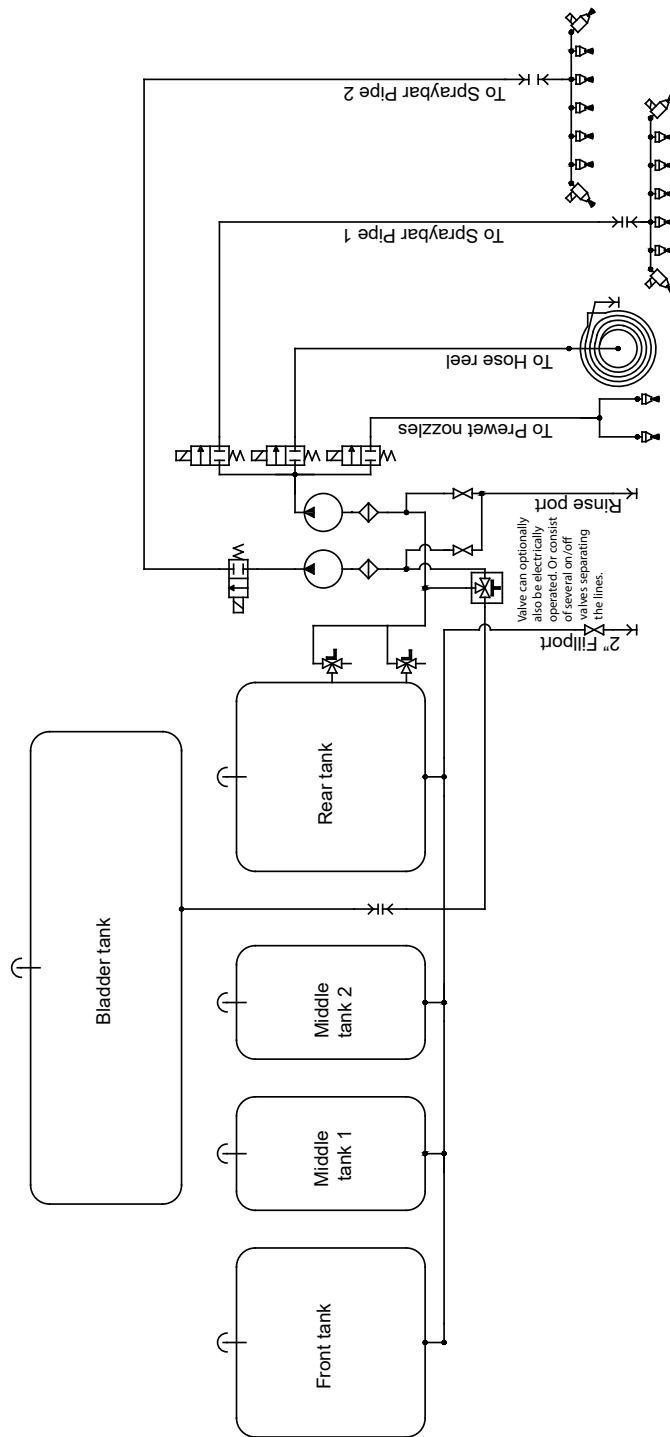 To Spraybar Pipe 2
To Spraybar Pipe 1
To Hose reel
To Prewet nozzles
Rinse port
Valve can optionally
also be electrically
operated. Or consist
of several on/off
valves separating
the lines.
2" Fillport
Bladder tank
Rear tank
Middle
tank 2
Middle
tank 1
Front tank